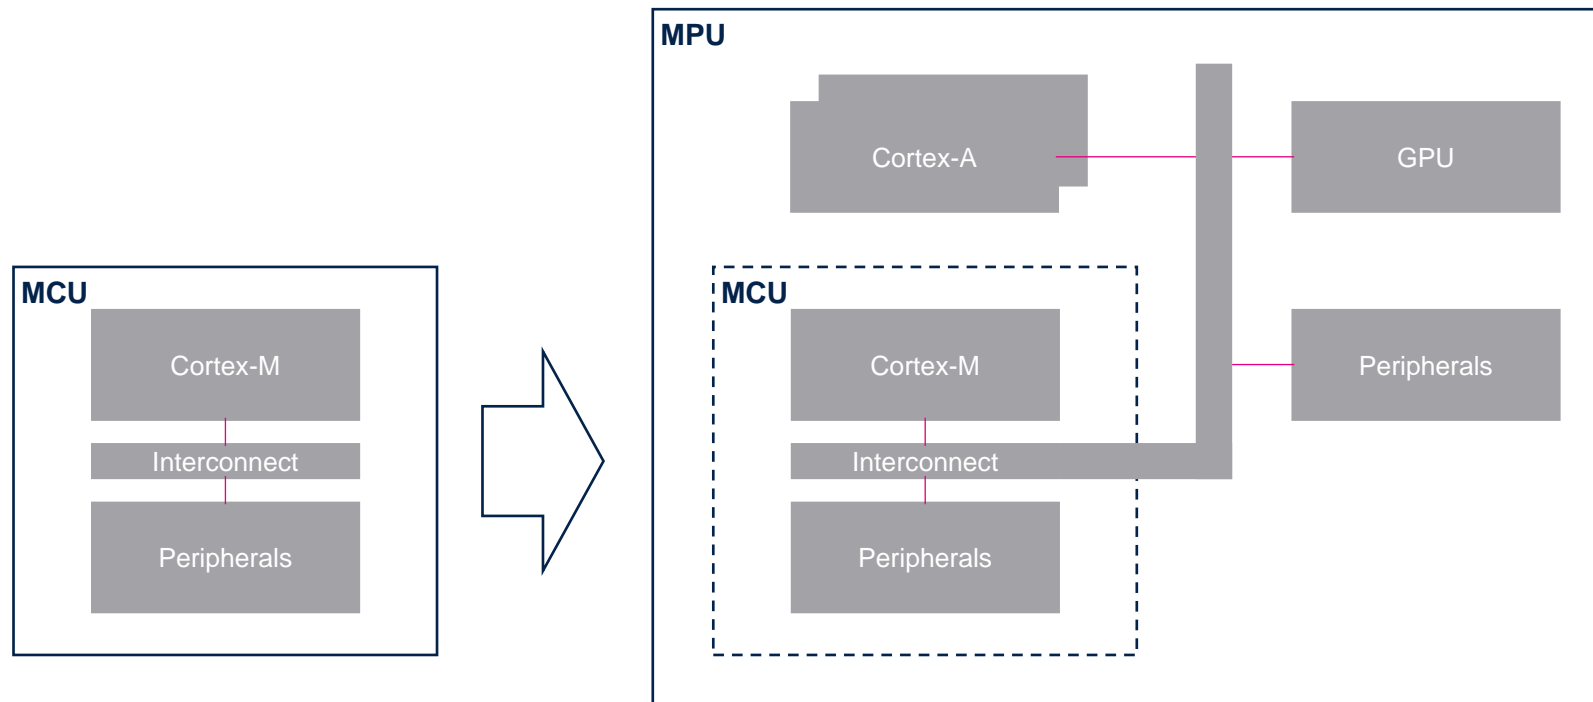 MCU
Cortex-M
Interconnect
Peripherals
MPU
Cortex-A
GPU
MCU
Cortex-M
Interconnect
Peripherals
Peripherals